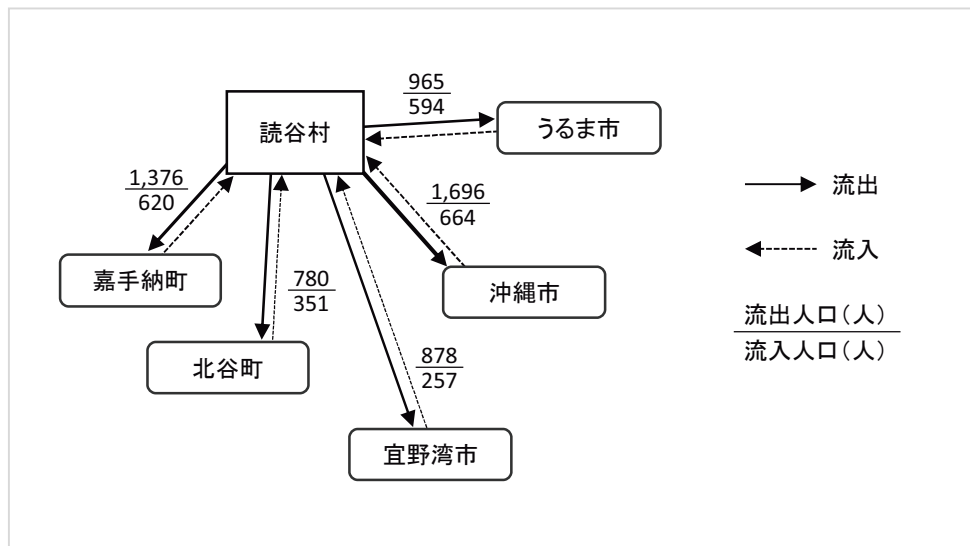 965
594
読谷村
うるま市
1,376
620
1,696
664
流出
流入
嘉手納町
780
351
沖縄市
流出人口(人)
流入人口(人)
北谷町
878
257
宜野湾市